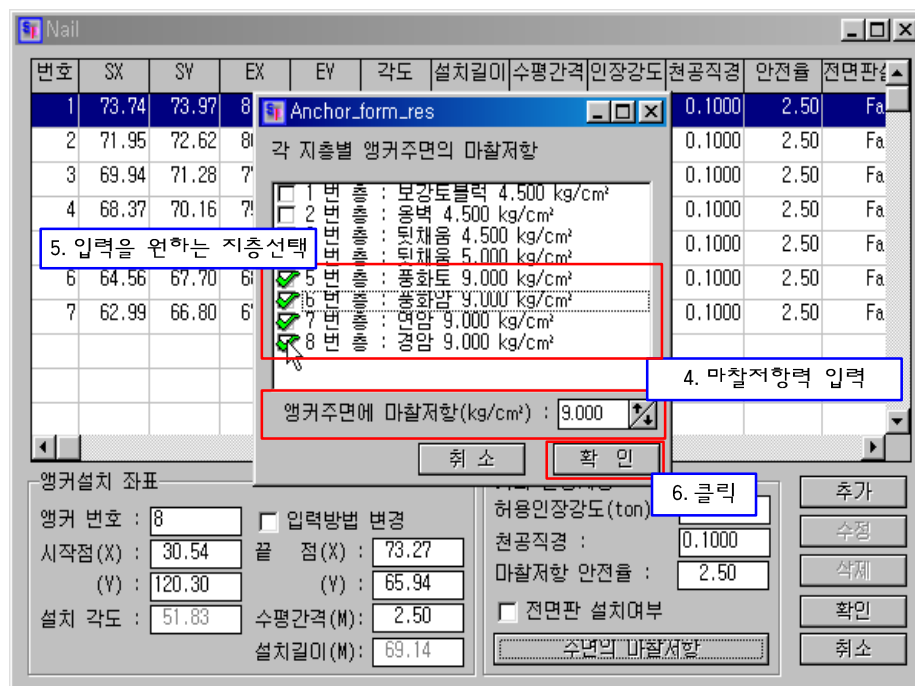 Nail
번호 SX SY EX EY 각도 설치길이 수평간격 인장강도 천공직경 안전율 전면판
1 73.74 73.97 8 0.1000 2.50 Fa
2 71.95 72.62 0.1000 2.50 Fa
3 69.94 71.28 0.1000 2.50 Fa
4 68.37 70.16 0.1000 2.50 Fa
0.1000 2.50 Fa
6 64.56 67.70 0.1000 2.50 Fa
7 62.99 66.80 0.1000 2.50 Fa
Anchor_form_res
각 지층별 앵커주면의 마찰저항
1 번 층 : 보강토블럭 4.500 kg/cm²
2 번 층 : 옹벽 4.500 kg/cm²
층 : 뒷채움 4.500 kg/cm²
층 : 뒷채움 5.000 kg/cm²
5 번 층 : 풍화토 9.000 kg/cm²
6 번 층 : 풍화암 9.000 kg/cm²
7 번 층 : 연암 9.000 kg/cm²
8 번 층 : 경암 9.000 kg/cm²
5. 입력을 원하는 지층선택
4. 마찰저항력 입력
앵커주면에 마찰저항(kg/cm²) : 9.000
취 소 확 인
6. 클릭
앵커설치 좌표
앵커 번호 : 8 입력방법 변경
시작점(X) : 30.54 끝 점(X) : 73.27
(Y) : 120.30 (Y) : 65.94
설치 각도 : 51.83 수평간격(M): 2.50
설치길이(M): 69.14
허용인장강도(ton)
천공직경 : 0.1000
마찰저항 안전율 : 2.50
전면판 설치여부
주면의 마찰저항
추가
수정
삭제
확인
취소